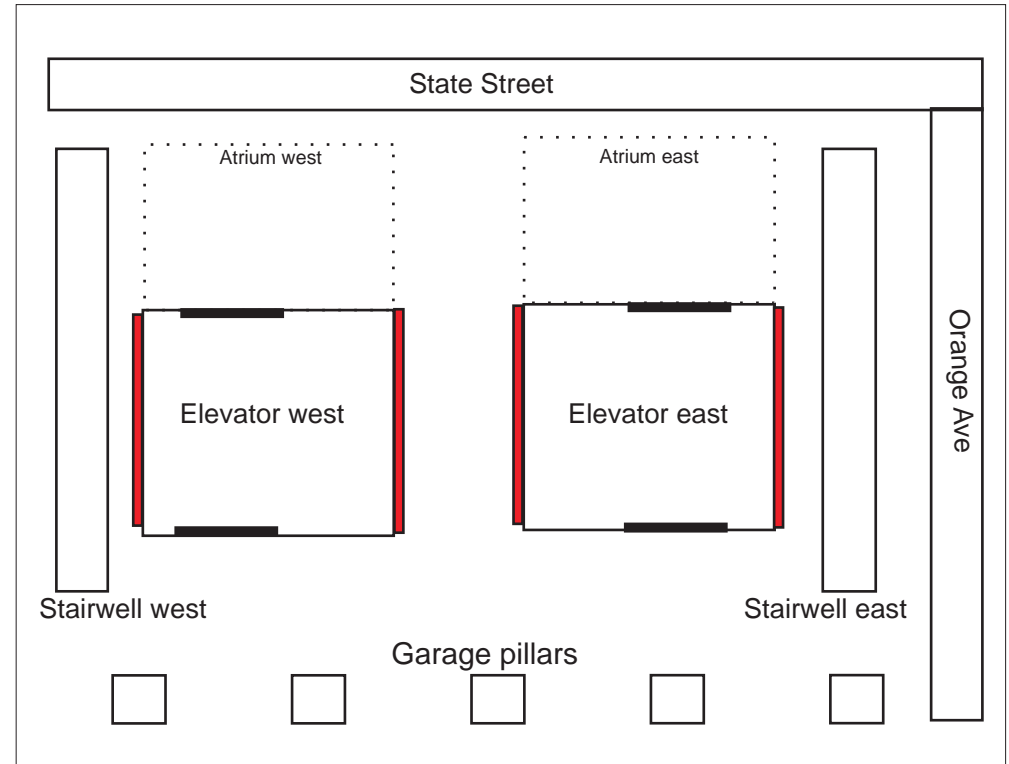 State Street
Atrium west
Atrium east
Elevator west
Elevator east
Orange Ave
Stairwell west
Stairwell east
Garage pillars